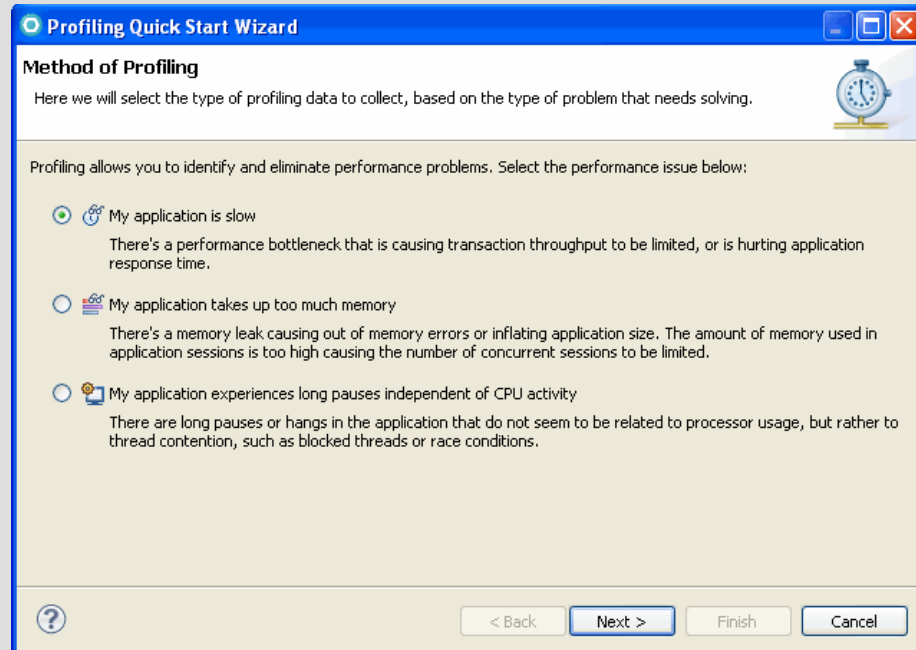 Profiling Quick Start Wizard
Method of Profiling
Here we will select the type of profiling data to collect, based on the type of problem that needs solving.
Profiling allows you to identify and eliminate performance problems. Select the performance issue below:
My application is slow
There's a performance bottleneck that is causing transaction throughput to be limited, or is hurting application
response time.
My application takes up too much memory
There's a memory leak causing out of memory errors or inflating application size. The amount of memory used in
application sessions is too high causing the number of concurrent sessions to be limited.
My application experiences long pauses independent of CPU activity
There are long pauses or hangs in the application that do not seem to be related to processor usage, but rather to
thread contention, such as blocked threads or race conditions.
? < Back Next > Finish Cancel